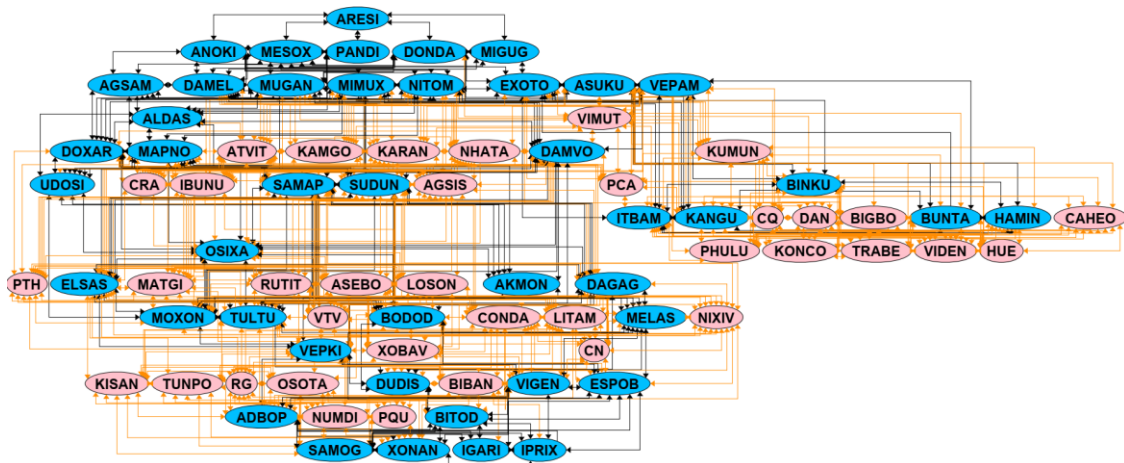 ARESI
ANOKI MESOX PANDI DONDA MIGUG
AGSAM DAMEL MUGAN MIMUX NITOM EXOTO ASUKU VEPAM
ALDAS VIMUT
DOXAR MAPNO ATVIT KAMGO KARAN NHATA DAMVO KUMUN
UDOSI CRA IBUNU SAMAP SUDUN AGSIS PCA BINKU
ITBAM KANGU CQ DAN BIGBO BUNTA HAMIN CAHEO
OSIXA PHULU KONCO TRABE VIDEN HUE
PTH ELSAS MATGI RUTIT ASEBO LOSON AKMON DAGAG
MOXON TULTU VTV BODOD CONDA LITAM MELAS NIXIV
VEPKI XOBAV CN
KISAN TUNPO RG OSOTA DUDIS BIBAN VIGEN ESPOB
ADBOP NUMDI PQU BITOD
SAMOG XONAN IGARI IPRIX